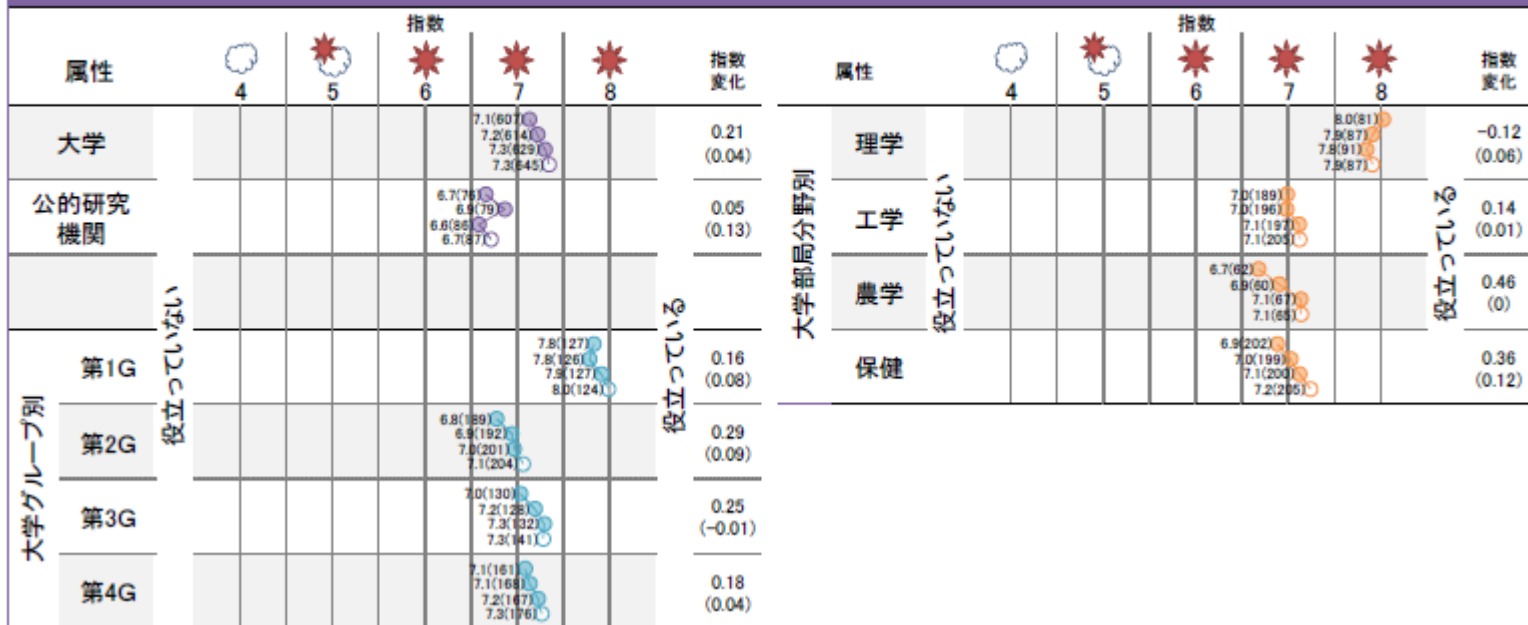 指数
属性
4 5 6 7 8
指数
変化
役立っていない
役立っている
大学
7.1(607)
7.2(614)
7.3(629)
7.3(645)
0.21
(0.04)
公的研究
機関
6.7(76)
6.9(79)
6.6(86)
6.7(87)
0.05
(0.13)
大学グループ別
第1G
7.8(127)
7.8(126)
7.9(127)
8.0(124)
0.16
(0.08)
第2G
6.8(189)
6.9(192)
7.0(201)
7.1(204)
0.29
(0.09)
第3G
7.0(130)
7.2(128)
7.3(132)
7.3(141)
0.25
(-0.01)
第4G
7.1(161)
7.1(168)
7.2(167)
7.3(176)
0.18
(0.04)
指数
属性
4 5 6 7 8
指数
変化
大学部局分野別
役立っていない
役立っている
理学
8.0(81)
7.9(87)
7.8(91)
7.9(87)
-0.12
(0.06)
工学
7.0(189)
7.0(196)
7.1(197)
7.1(205)
0.14
(0.01)
農学
6.7(62)
6.9(60)
7.1(67)
7.1(65)
0.46
(0)
保健
6.9(202)
7.0(199)
7.1(200)
7.2(205)
0.36
(0.12)